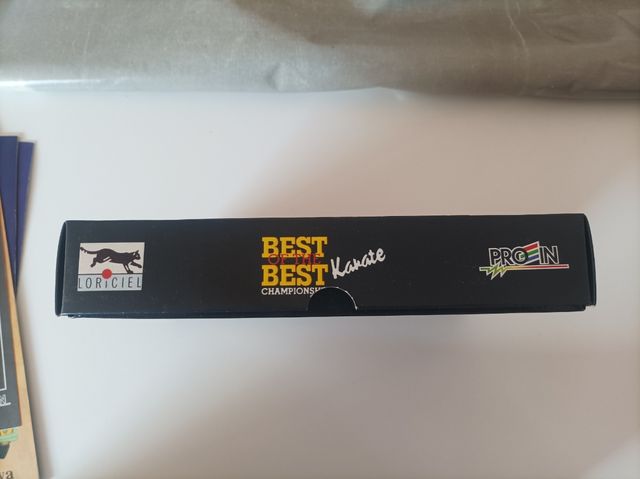 LORICIEL
BEST
OF THE
BEST
Karate
PROEIN